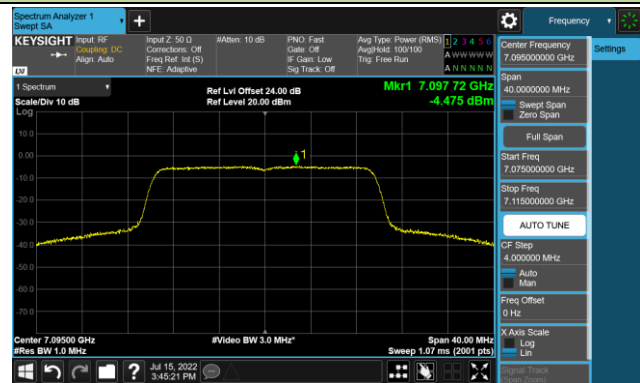 Spectrum Analyzer 1
Swept SA
Frequency
KEYSIGHT
Input: RF
Coupling: DC
Align: Auto
Input Z: 50 Ω
Corrections: Off
Freq Ref: Int (S)
NFE: Adaptive
#Atten: 10 dB
PNO: Fast
Gate: Off
IF Gain: Low
Sig Track: Off
Avg Type: Power (RMS)
Avg|Hold: 100/100
Trig: Free Run
1 2 3 4 5 6
A W W W W W
A N N N N N
LXI
1 Spectrum
Scale/Div 10 dB
Log
Ref Lvl Offset 24.00 dB
Ref Level 20.00 dBm
Mkr1 7.097 72 GHz
-4.475 dBm
10.0
0.00
-10.0
-20.0
-30.0
-40.0
-50.0
-60.0
-70.0
1
Center 7.09500 GHz
#Res BW 1.0 MHz
#Video BW 3.0 MHz*
Span 40.00 MHz
Sweep 1.07 ms (2001 pts)
Jul 15, 2022
3:45:21 PM
Center Frequency
7.095000000 GHz
Span
40.0000000 MHz
Swept Span
Zero Span
Full Span
Start Freq
7.075000000 GHz
Stop Freq
7.115000000 GHz
AUTO TUNE
CF Step
4.000000 MHz
Auto
Man
Freq Offset
0 Hz
X Axis Scale
Log
Lin
Signal Track
(Span Zoom)
Settings